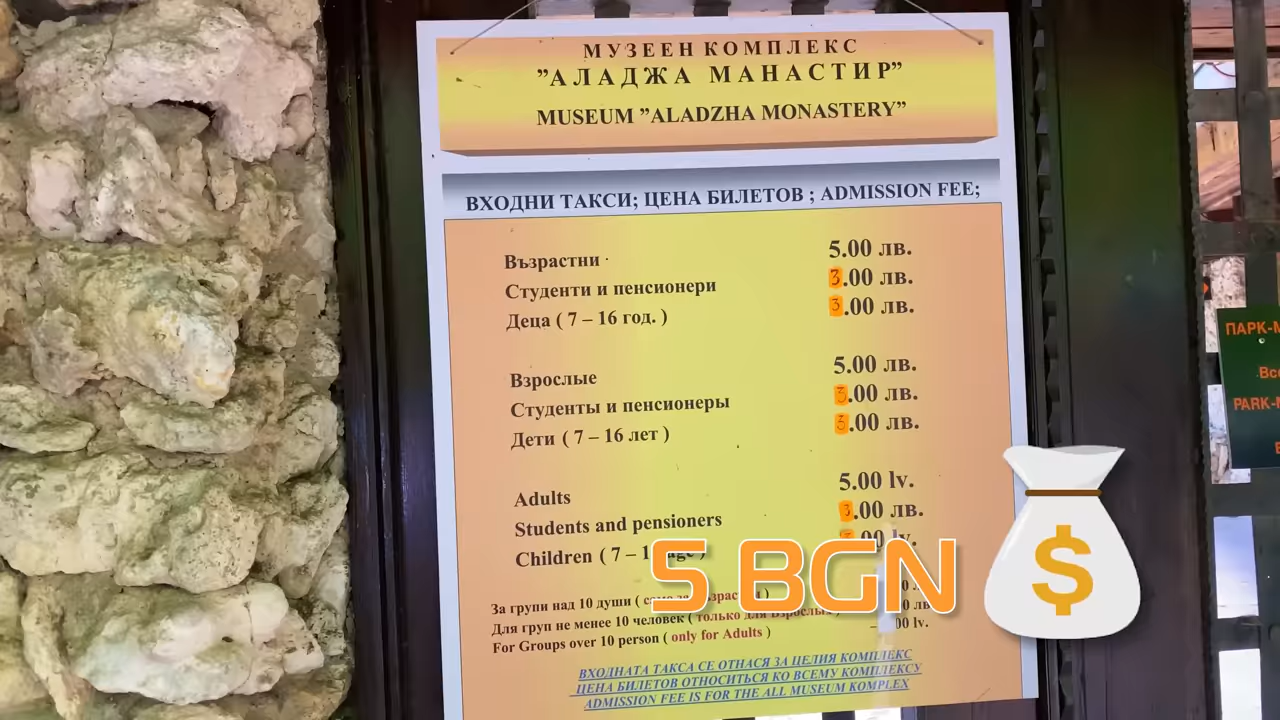 МУЗЕЕН КОМПЛЕКС
"АЛАДЖА МАНАСТИР"
MUSEUM "ALADZHA MONASTERY"
ВХОДНИ ТАКСИ; ЦЕНА БИЛЕТОВ ; ADMISSION FEE;
Възрастни 5.00 лв.
Студенти и пенсионери 3.00 лв.
Деца ( 7 – 16 год. ) 3.00 лв.
Взрослые 5.00 лв.
Студенты и пенсионеры 3.00 лв.
Дети ( 7 – 16 лет ) 3.00 лв.
Adults 5.00 lv.
Students and pensioners 3.00 лв.
Children ( 7 –
5 BGN
$
За групи над 10 души (
Для груп не менее 10 человек ( только для Взрослых
For Groups over 10 person ( only for Adults )
ВХОДНАТА ТАКСА СЕ ОТНАСЯ ЗА ЦЕЛИЯ КОМПЛЕКС
ЦЕНА БИЛЕТОВ ОТНОСИТЬСЯ КО ВСЕМУ КОМПЛЕКСУ
ADMISSION FEE IS FOR THE ALL MUSEUM KOMPLEX